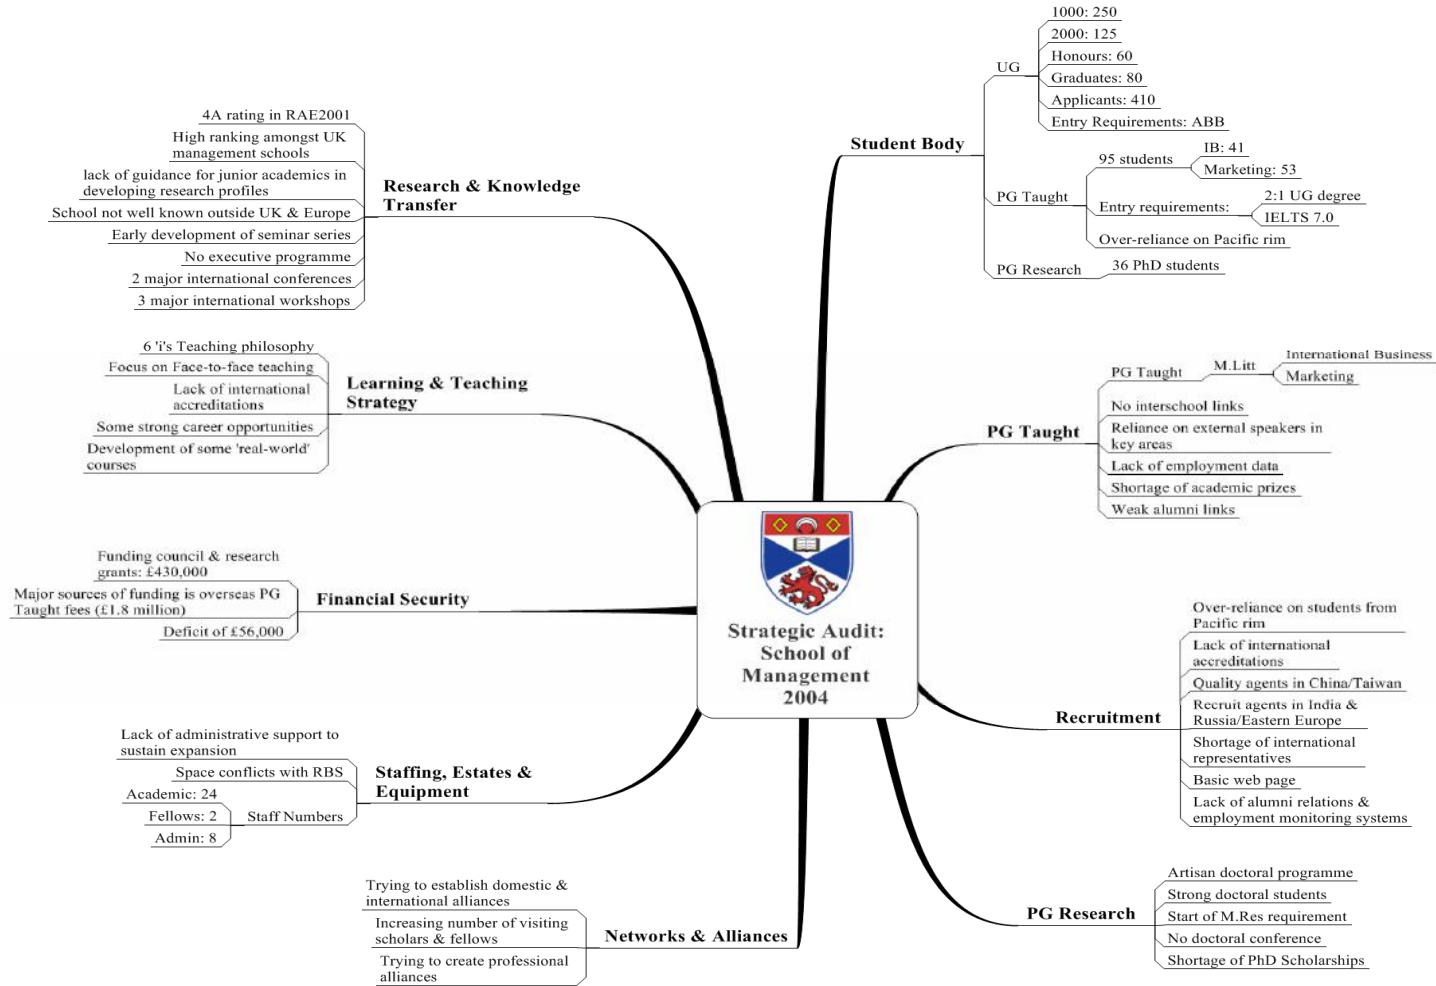 Strategic Audit:
School of
Management
2004
Student Body
UG
1000: 250
2000: 125
Honours: 60
Graduates: 80
Applicants: 410
Entry Requirements: ABB
PG Taught
95 students
IB: 41
Marketing: 53
Entry requirements:
2:1 UG degree
IELTS 7.0
Over-reliance on Pacific rim
PG Research
36 PhD students
PG Taught
PG Taught
M.Litt
International Business
Marketing
No interschool links
Reliance on external speakers in
key areas
Lack of employment data
Shortage of academic prizes
Weak alumni links
Recruitment
Over-reliance on students from
Pacific rim
Lack of international
accreditations
Quality agents in China/Taiwan
Recruit agents in India &
Russia/Eastern Europe
Shortage of international
representatives
Basic web page
Lack of alumni relations &
employment monitoring systems
PG Research
Artisan doctoral programme
Strong doctoral students
Start of M.Res requirement
No doctoral conference
Shortage of PhD Scholarships
Networks & Alliances
Trying to establish domestic &
international alliances
Increasing number of visiting
scholars & fellows
Trying to create professional
alliances
Staffing, Estates &
Equipment
Lack of administrative support to
sustain expansion
Space conflicts with RBS
Staff Numbers
Academic: 24
Fellows: 2
Admin: 8
Financial Security
Funding council & research
grants: £430,000
Major sources of funding is overseas PG
Taught fees (£1.8 million)
Deficit of £56,000
Learning & Teaching
Strategy
6 'i's Teaching philosophy
Focus on Face-to-face teaching
Lack of international
accreditations
Some strong career opportunities
Development of some 'real-world'
courses
Research & Knowledge
Transfer
4A rating in RAE2001
High ranking amongst UK
management schools
lack of guidance for junior academics in
developing research profiles
School not well known outside UK & Europe
Early development of seminar series
No executive programme
2 major international conferences
3 major international workshops